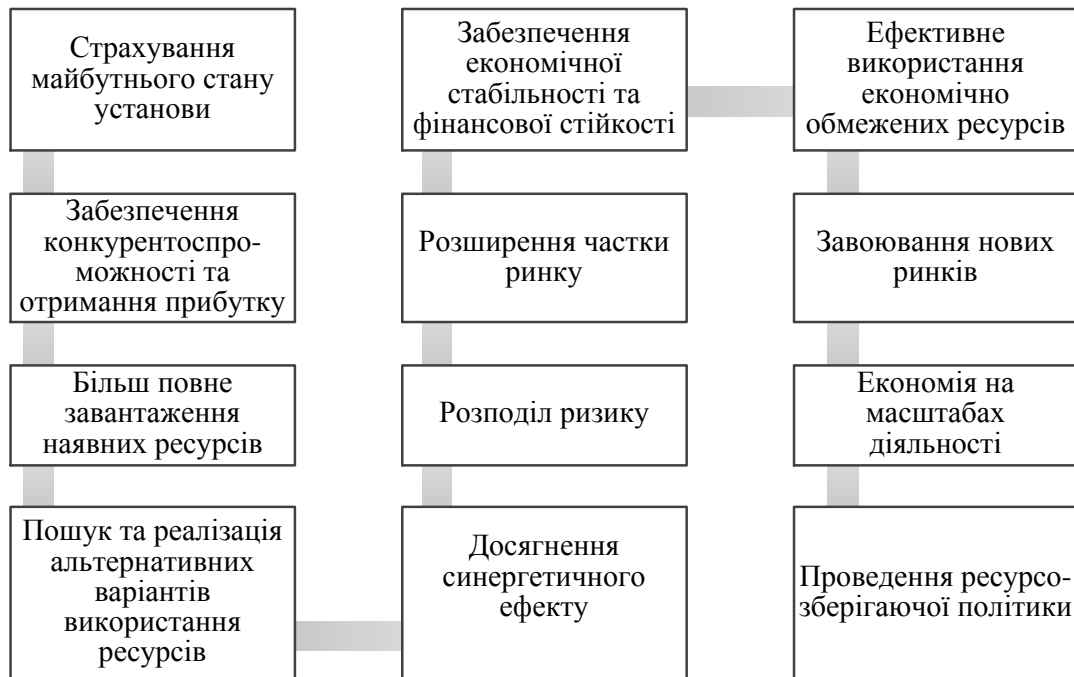 Страхування
майбутнього стану
установи
Забезпечення
конкурентоспро-
можності та
отримання прибутку
Більш повне
завантаження
наявних ресурсів
Пошук та реалізація
альтернативних
варіантів
використання
ресурсів
Досягнення
синергетичного
ефекту
Розподіл ризику
Розширення частки
ринку
Забезпечення
економічної
стабільності та
фінансової стійкості
Ефективне
використання
економічно
обмежених ресурсів
Завоювання нових
ринків
Економія на
масштабах
діяльності
Проведення ресурсо-
зберігаючої політики